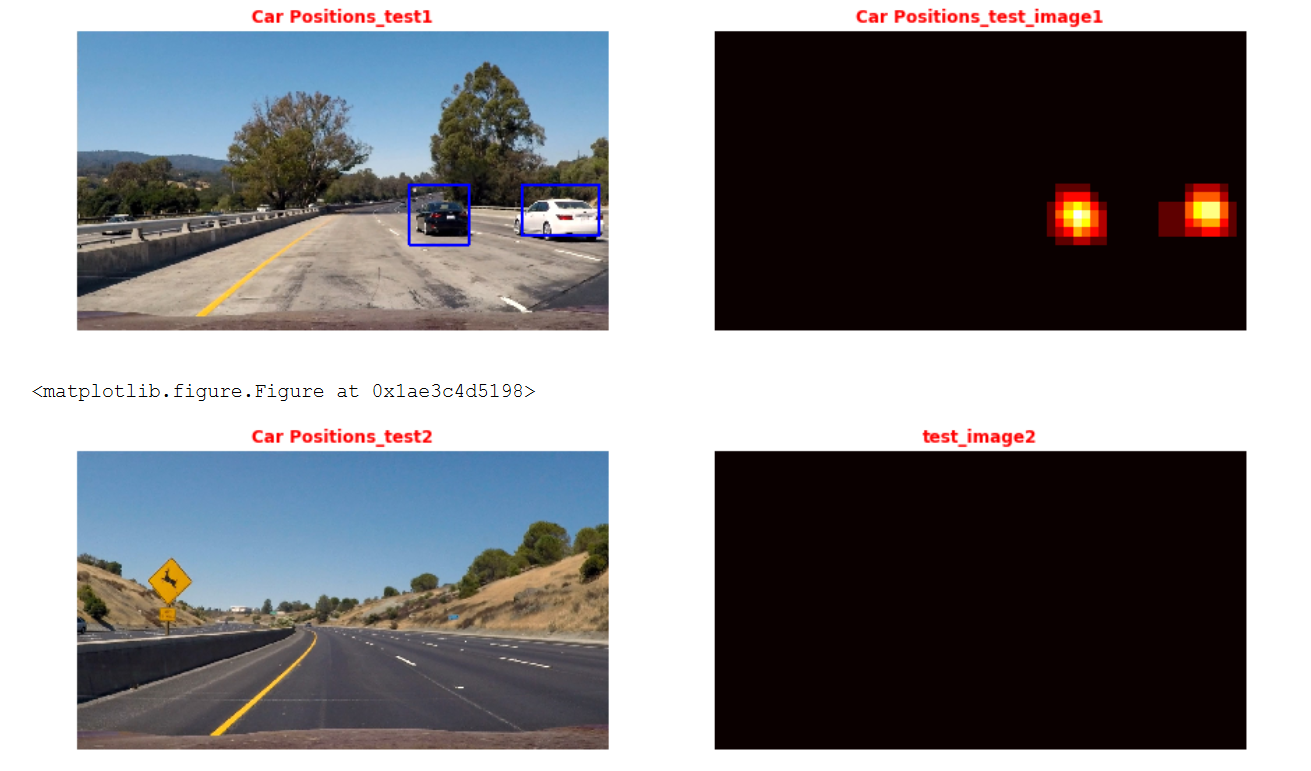 Car Positions_test1
Car Positions_test_image1
<matplotlib.figure.Figure at 0x1ae3c4d5198>
Car Positions_test2
test_image2